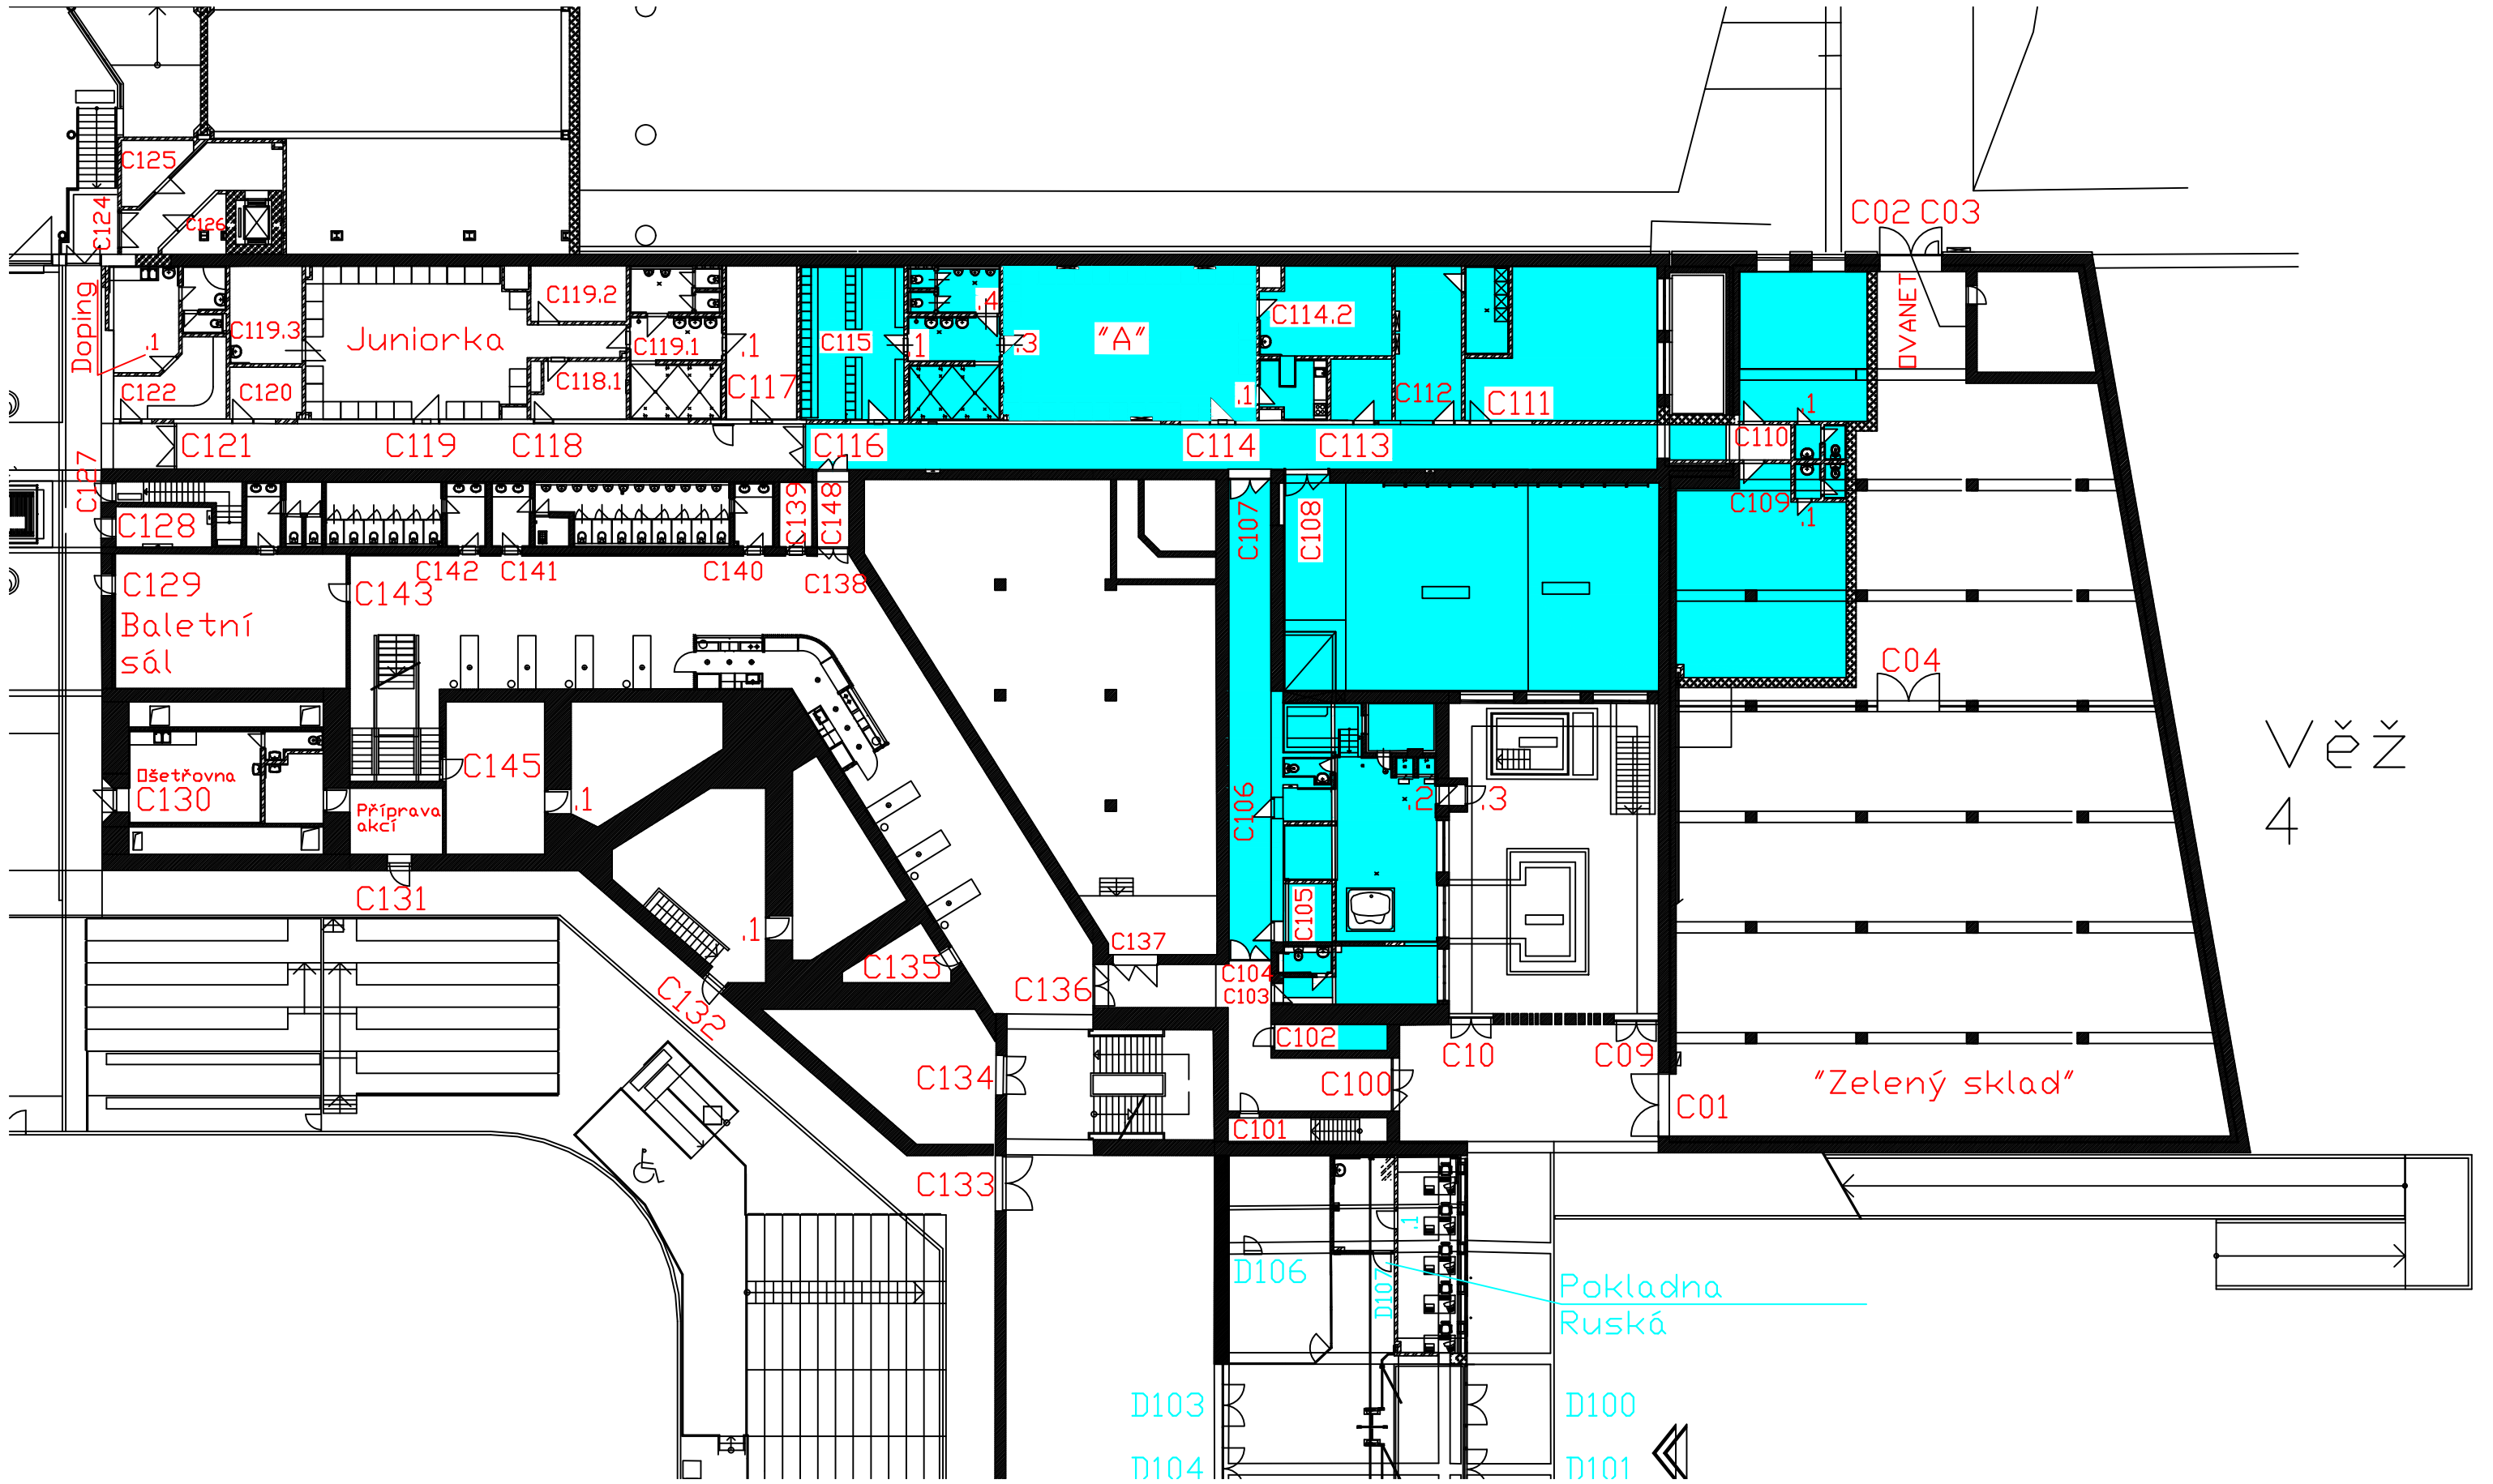 C02 C03
C125
C124
C126
OVANET
Doping
.1
C119.3
Juniorka
C119.2
C119.1
.1
C115
.1
.4
.3
"A"
C114.2
C122
C120
C118.1
C117
.1
C112
C111
.1
C121
C119
C118
C116
C114
C113
C110
C127
C128
C139
C148
C107
C108
C109
.1
C142
C141
C140
C138
C129
C143
Baletní
sál
C04
Věž
4
Ošetřovna
C130
C145
.1
Příprava
akcí
C106
.2
.3
C131
.1
C135
C105
C137
C132
C136
C104
C103
C102
C10
C09
C134
C100
"Zelený sklad"
C01
C101
C133
.1
D106
D107
Pokladna
Ruská
D103
D100
D104
D101